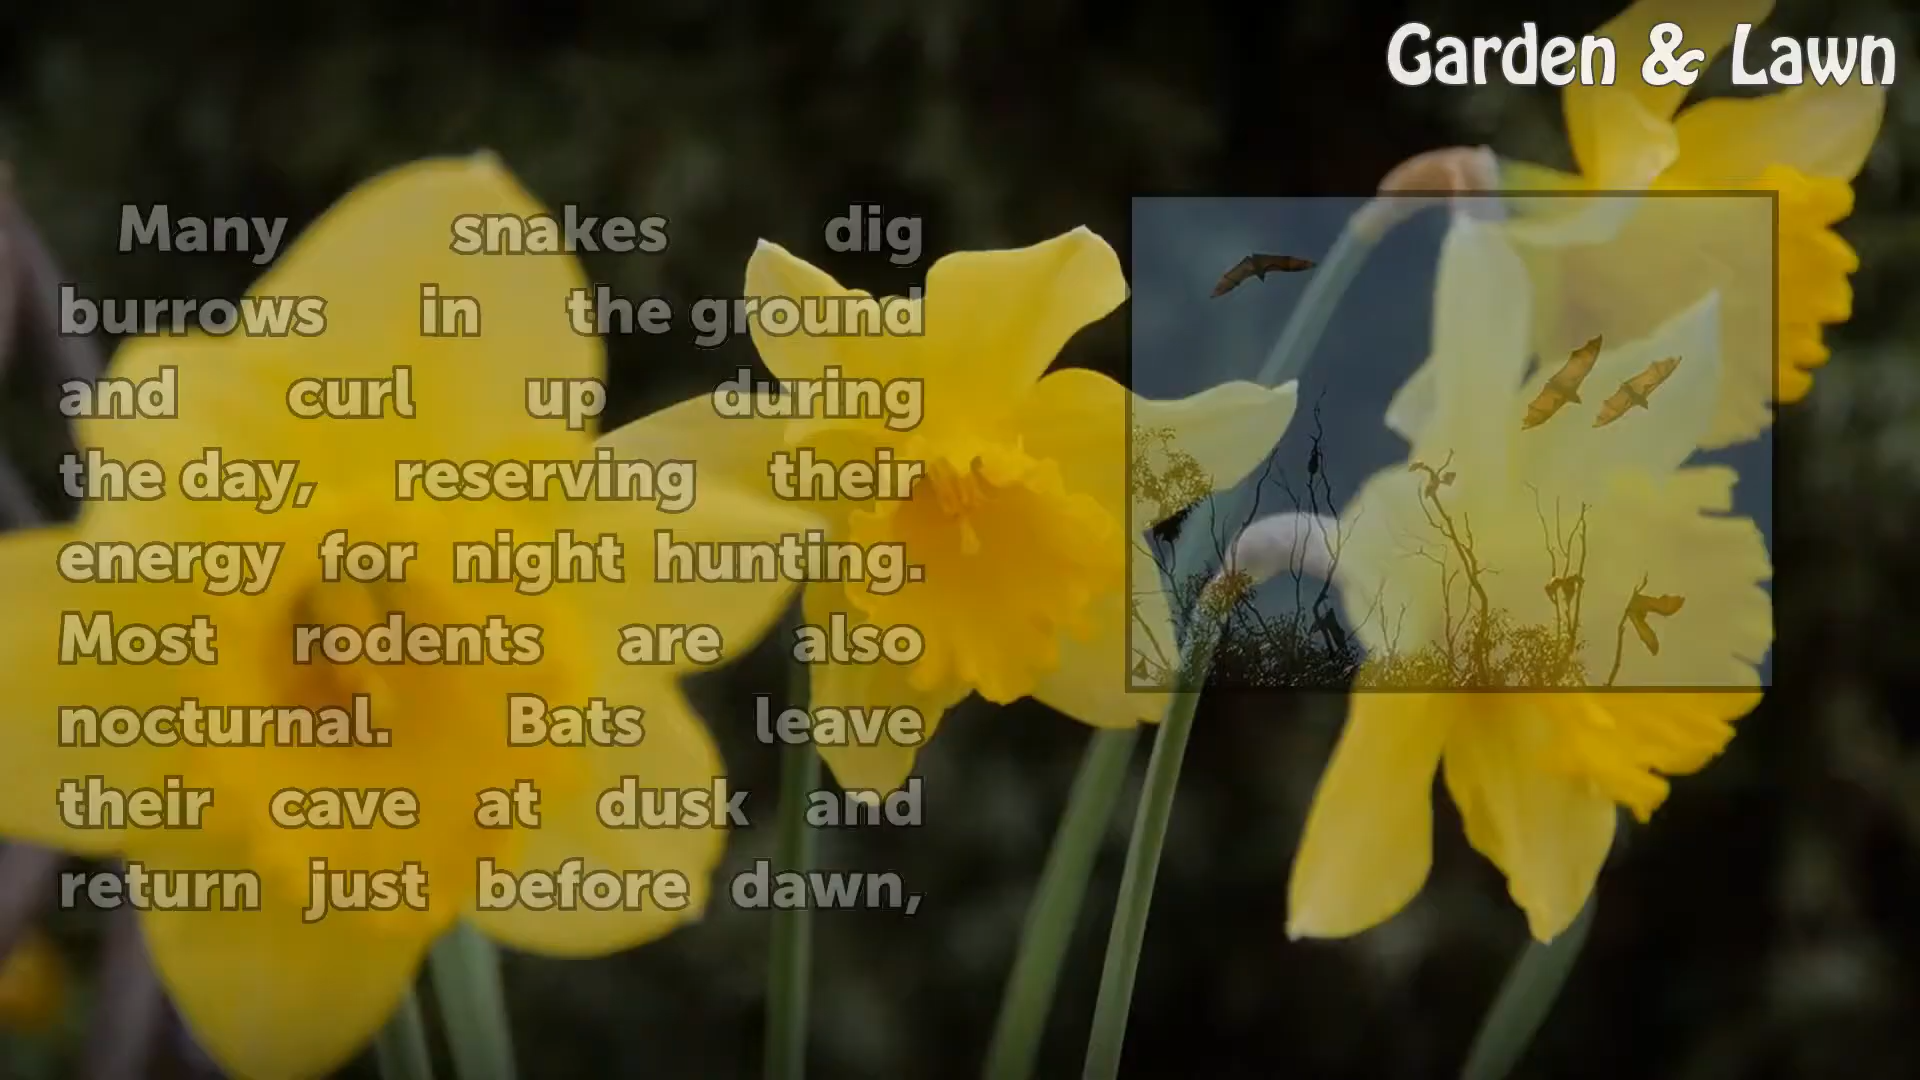 Garden & Lawn
Many snakes dig
burrows in the ground
and curl up during
the day, reserving their
energy for night hunting.
Most rodents are also
nocturnal. Bats leave
their cave at dusk and
return just before dawn,